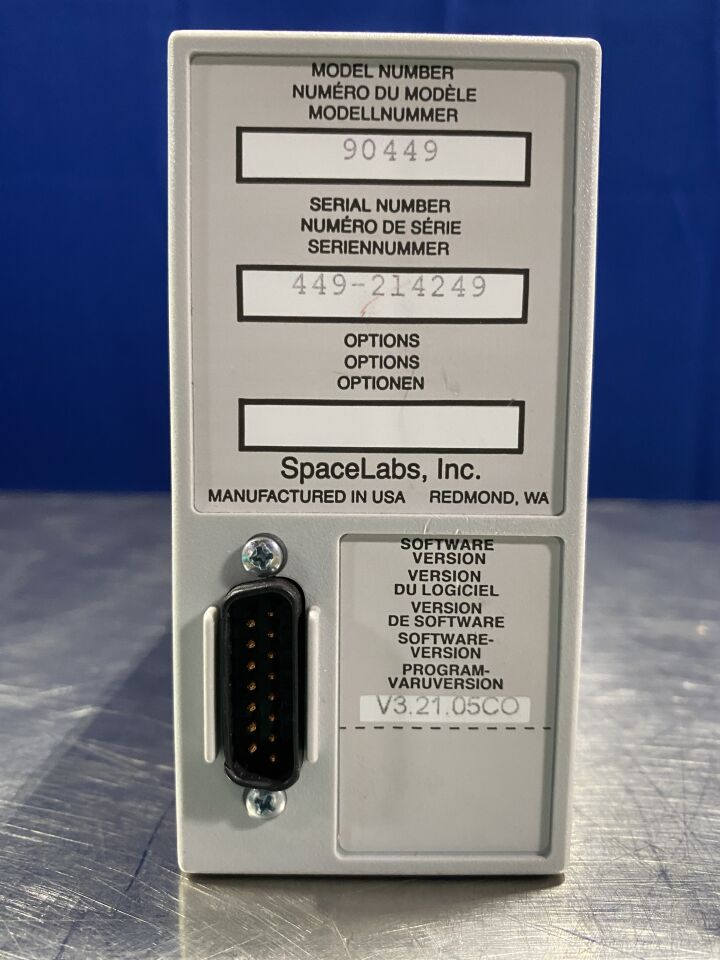 MODEL NUMBER
NUMÉRO DU MODÈLE
MODELLNUMMER
90449
SERIAL NUMBER
NUMÉRO DE SÉRIE
SERIENNUMMER
449-214249
OPTIONS
OPTIONS
OPTIONEN
SpaceLabs, Inc.
MANUFACTURED IN USA REDMOND, WA
SOFTWARE
VERSION
VERSION
DU LOGICIEL
VERSION
DE SOFTWARE
SOFTWARE-
VERSION
PROGRAM-
VARUVERSION
V3.21.05CO